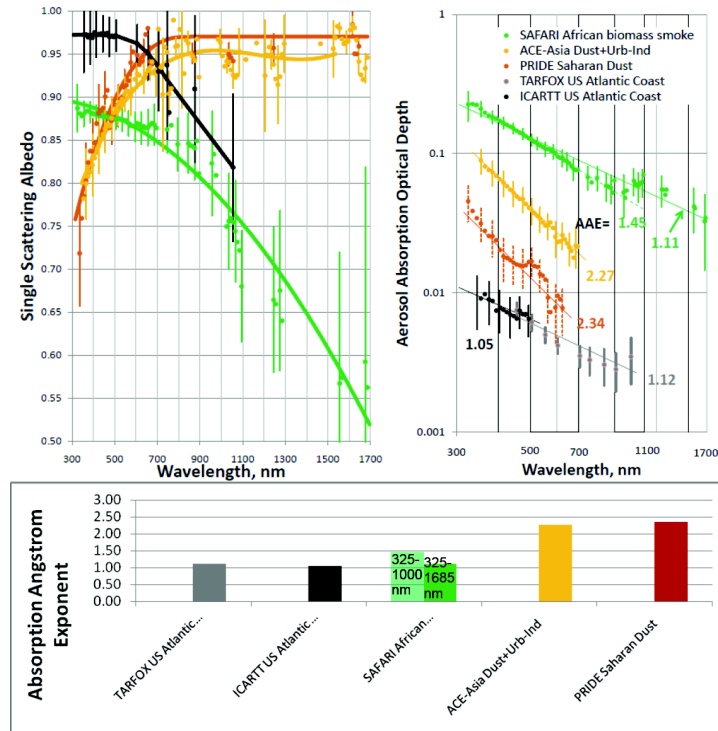 1.00
0.95
0.90
0.85
0.80
0.75
0.70
0.65
0.60
0.55
0.50
Single Scattering Albedo
300 500 700 900 1100 1300 1500 1700
Wavelength, nm
SAFARI African biomass smoke
ACE-Asia Dust+Urb-Ind
PRIDE Saharan Dust
TARFOX US Atlantic Coast
ICARTT US Atlantic Coast
1
0.1
0.01
0.001
Aerosol Absorption Optical Depth
AAE= 1.45
1.11
2.27
2.34
1.05
1.12
300 500 700 1100 1700
Wavelength, nm
Absorption Angstrom
Exponent
3.00
2.50
2.00
1.50
1.00
0.50
0.00
325-
1000
nm
325-
1685
nm
TARFOX US Atlantic...
ICARTT US Atlantic...
SAFARI African...
ACE-Asia Dust+Urb-Ind
PRIDE Saharan Dust